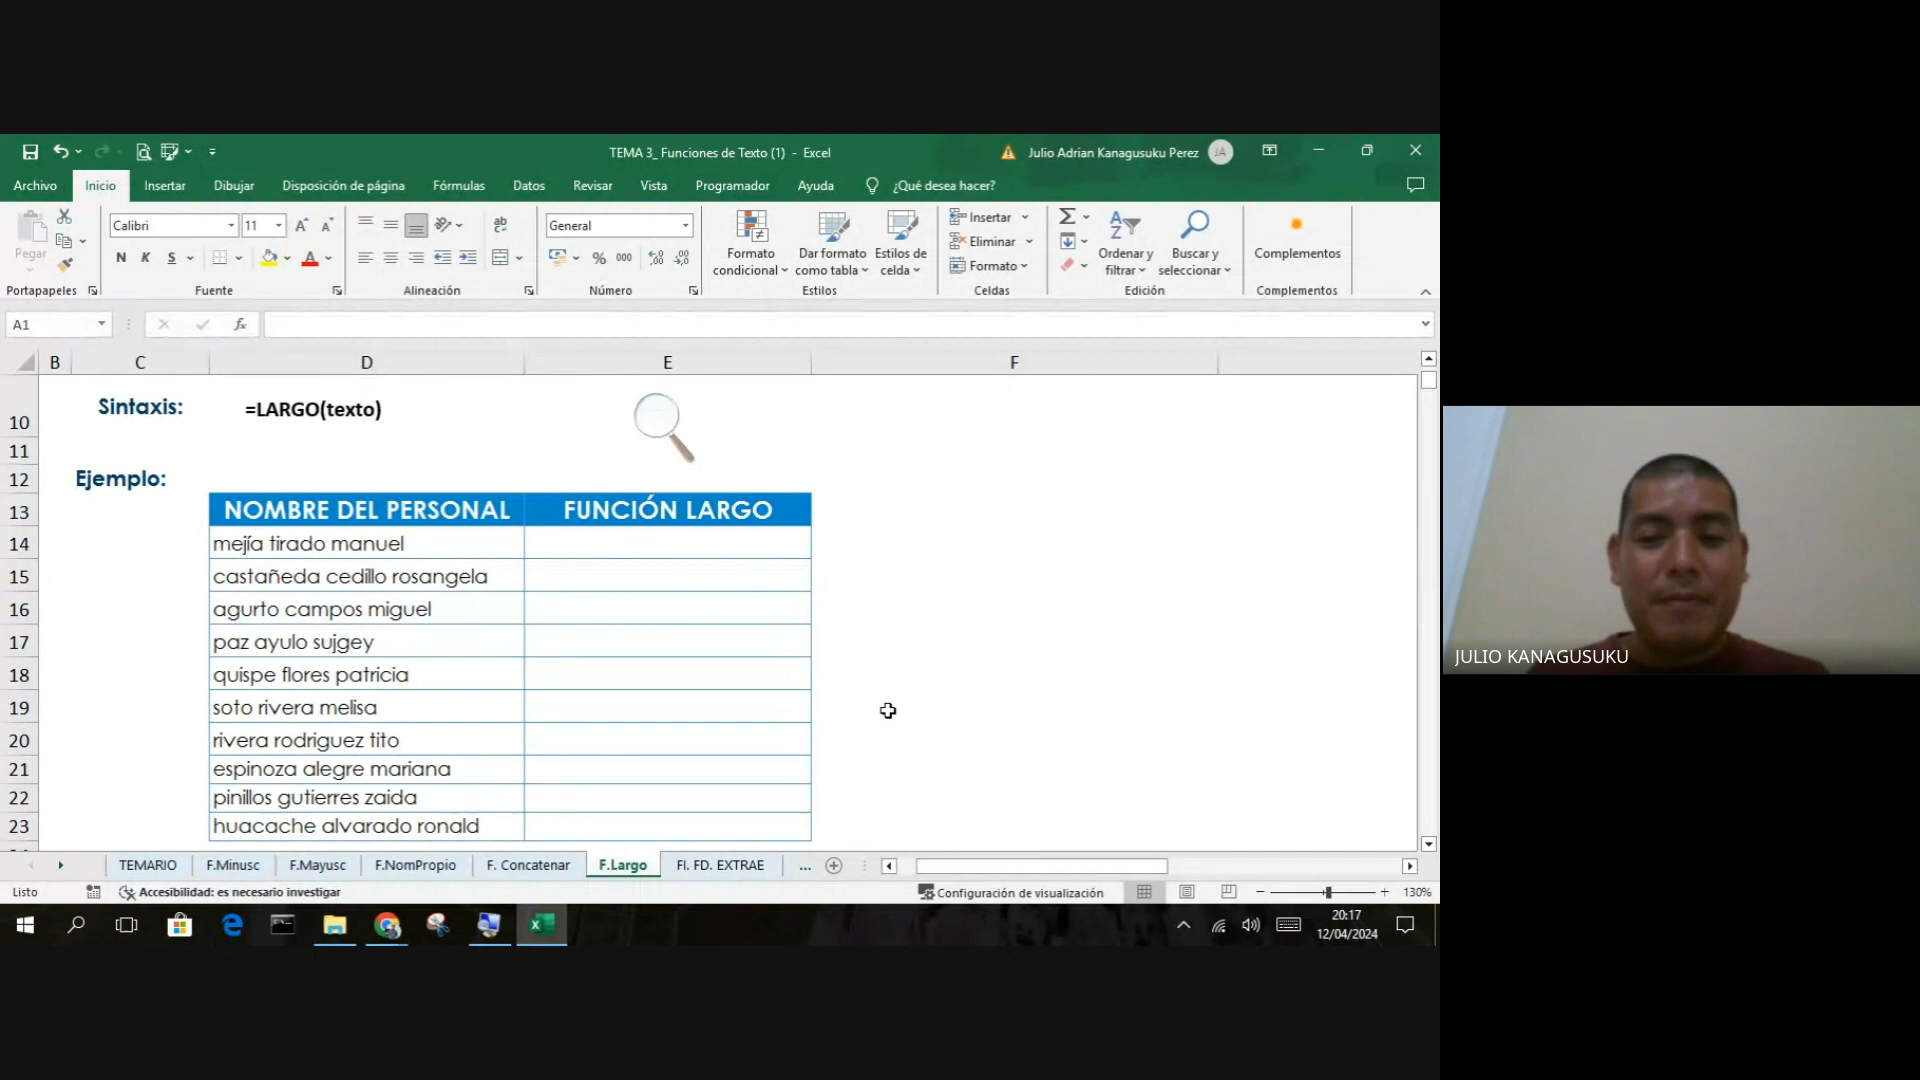 TEMA 3_ Funciones de Texto (1) - Excel
Julio Adrian Kanagusuku Perez JA
Archivo Inicio Insertar Dibujar Disposición de página Fórmulas Datos Revisar Vista Programador Ayuda ¿Qué desea hacer?
Pegar
Calibri 11
N K S
ab
General
% 000
Formato condicional
Dar formato como tabla
Estilos de celda
Insertar
Eliminar
Formato
Ordenar y filtrar
Buscar y seleccionar
Complementos
Portapapeles Fuente Alineación Número Estilos Celdas Edición Complementos
A1 fx
B C D E F
10 Sintaxis: =LARGO(texto)
11
12 Ejemplo:
13 NOMBRE DEL PERSONAL FUNCIÓN LARGO
14 mejía tirado manuel
15 castañeda cedillo rosangela
16 agurto campos miguel
17 paz ayulo sujgey
18 quispe flores patricia
19 soto rivera melisa
20 rivera rodriguez tito
21 espinoza alegre mariana
22 pinillos gutierres zaida
23 huacache alvarado ronald
TEMARIO F.Minusc F.Mayusc F.NomPropio F. Concatenar F.Largo FI. FD. EXTRAE ...
Listo Accesibilidad: es necesario investigar Configuración de visualización 130%
20:17
12/04/2024
JULIO KANAGUSUKU